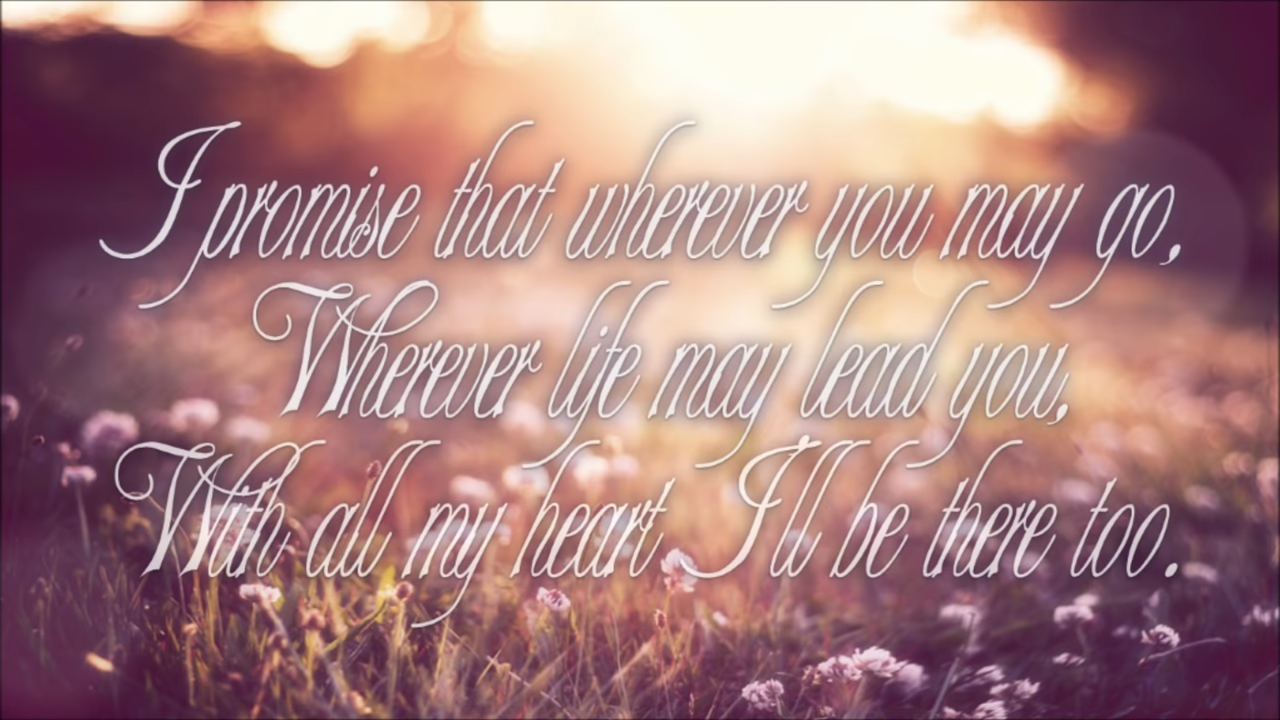 I promise that wherever you may go,
Wherever life may lead you,
With all my heart I'll be there too.